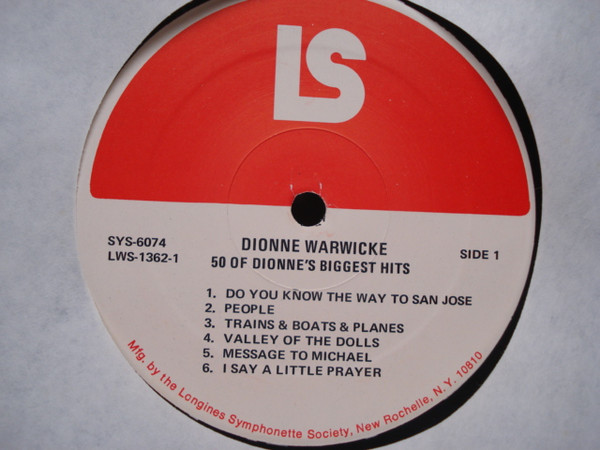 LS
DIONNE WARWICKE
50 OF DIONNE'S BIGGEST HITS
SYS-6074
LWS-1362-1
SIDE 1
1. DO YOU KNOW THE WAY TO SAN JOSE
2. PEOPLE
3. TRAINS & BOATS & PLANES
4. VALLEY OF THE DOLLS
5. MESSAGE TO MICHAEL
6. I SAY A LITTLE PRAYER
Mfg. by the Longines Symphonette Society, New Rochelle, N.Y. 10810